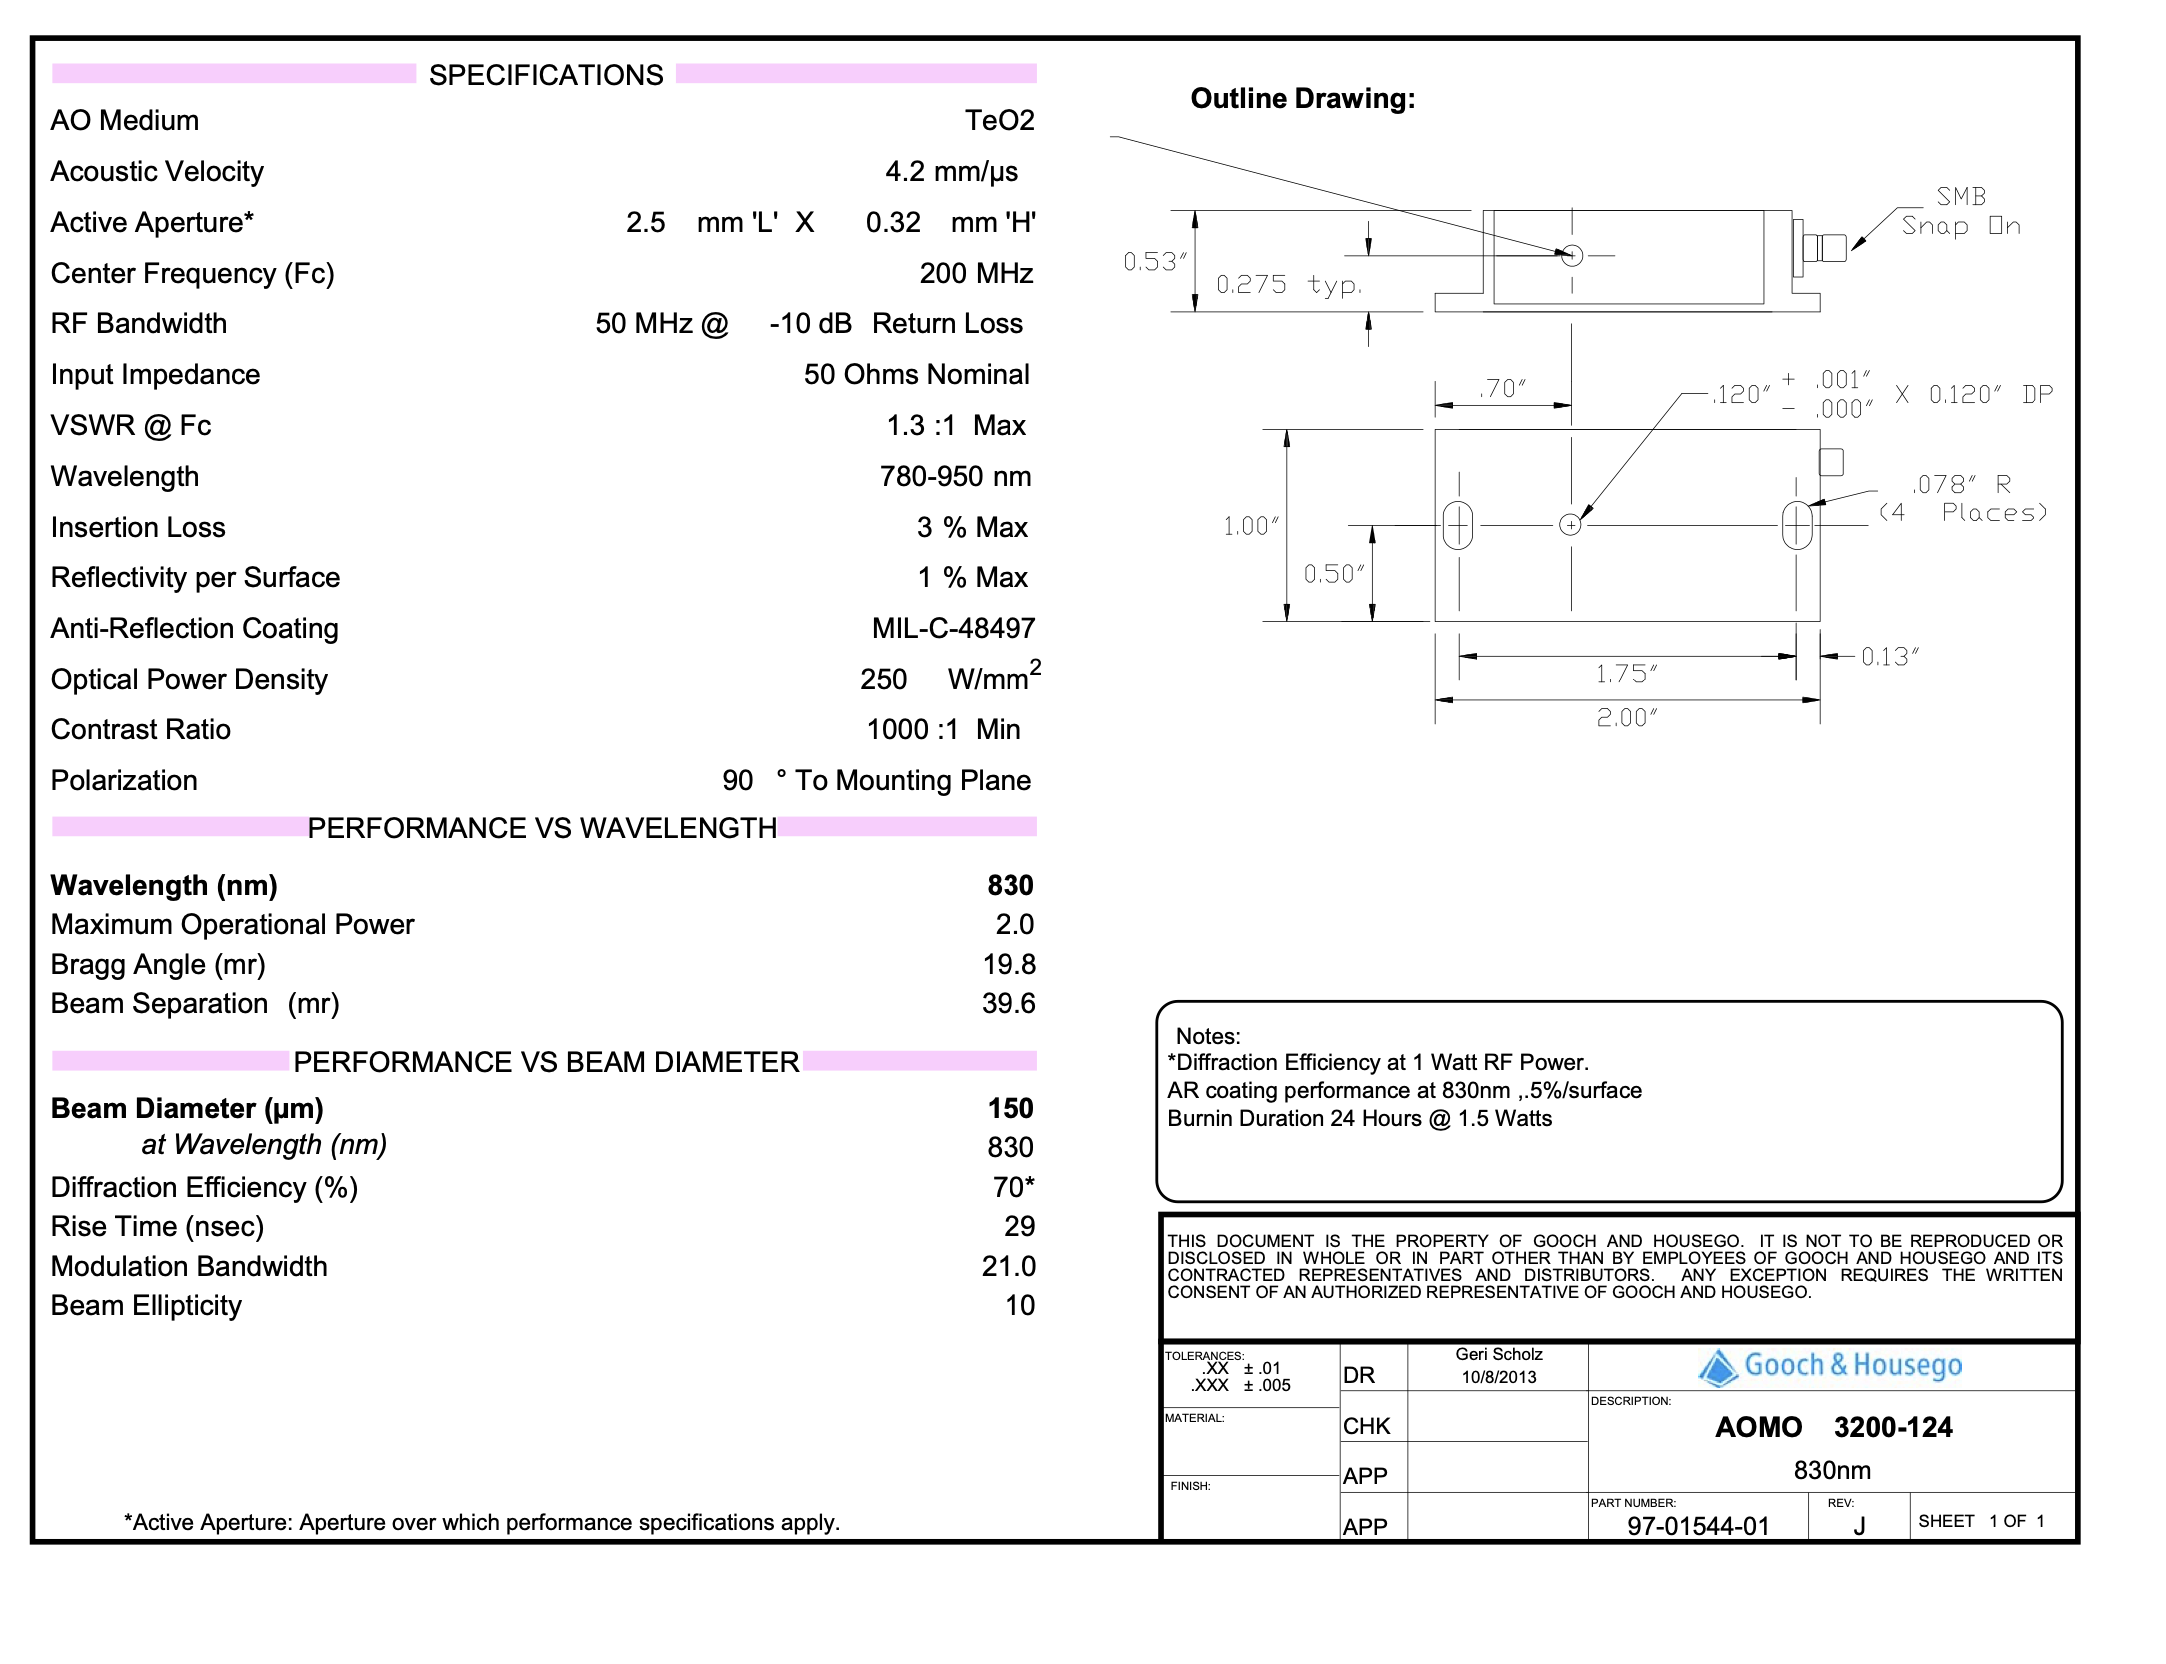 SPECIFICATIONS
AO Medium TeO2
Acoustic Velocity 4.2 mm/µs
Active Aperture* 2.5 mm 'L' X 0.32 mm 'H'
Center Frequency (Fc) 200 MHz
RF Bandwidth 50 MHz @ -10 dB Return Loss
Input Impedance 50 Ohms Nominal
VSWR @ Fc 1.3 :1 Max
Wavelength 780-950 nm
Insertion Loss 3 % Max
Reflectivity per Surface 1 % Max
Anti-Reflection Coating MIL-C-48497
Optical Power Density 250 W/mm²
Contrast Ratio 1000 :1 Min
Polarization 90 ° To Mounting Plane
PERFORMANCE VS WAVELENGTH
Wavelength (nm) 830
Maximum Operational Power 2.0
Bragg Angle (mr) 19.8
Beam Separation (mr) 39.6
PERFORMANCE VS BEAM DIAMETER
Beam Diameter (µm) 150
at Wavelength (nm) 830
Diffraction Efficiency (%) 70*
Rise Time (nsec) 29
Modulation Bandwidth 21.0
Beam Ellipticity 10
*Active Aperture: Aperture over which performance specifications apply.
Outline Drawing:
SMB
Snap On
0.53"
0.275 typ.
.70"
.120" + .001" - .000" X 0.120" DP
1.00"
0.50"
.078" R
(4 Places)
0.13"
1.75"
2.00"
Notes:
*Diffraction Efficiency at 1 Watt RF Power.
AR coating performance at 830nm ,.5%/surface
Burnin Duration 24 Hours @ 1.5 Watts
THIS DOCUMENT IS THE PROPERTY OF GOOCH AND HOUSEGO. IT IS NOT TO BE REPRODUCED OR
DISCLOSED IN WHOLE OR IN PART OTHER THAN BY EMPLOYEES OF GOOCH AND HOUSEGO AND ITS
CONTRACTED REPRESENTATIVES AND DISTRIBUTORS. ANY EXCEPTION REQUIRES THE WRITTEN
CONSENT OF AN AUTHORIZED REPRESENTATIVE OF GOOCH AND HOUSEGO.
TOLERANCES:
.XX ± .01
.XXX ± .005
MATERIAL:
FINISH:
DR Geri Scholz
10/8/2013
CHK
APP
APP
Gooch & Housego
DESCRIPTION:
AOMO 3200-124
830nm
PART NUMBER:
97-01544-01
REV:
J
SHEET 1 OF 1